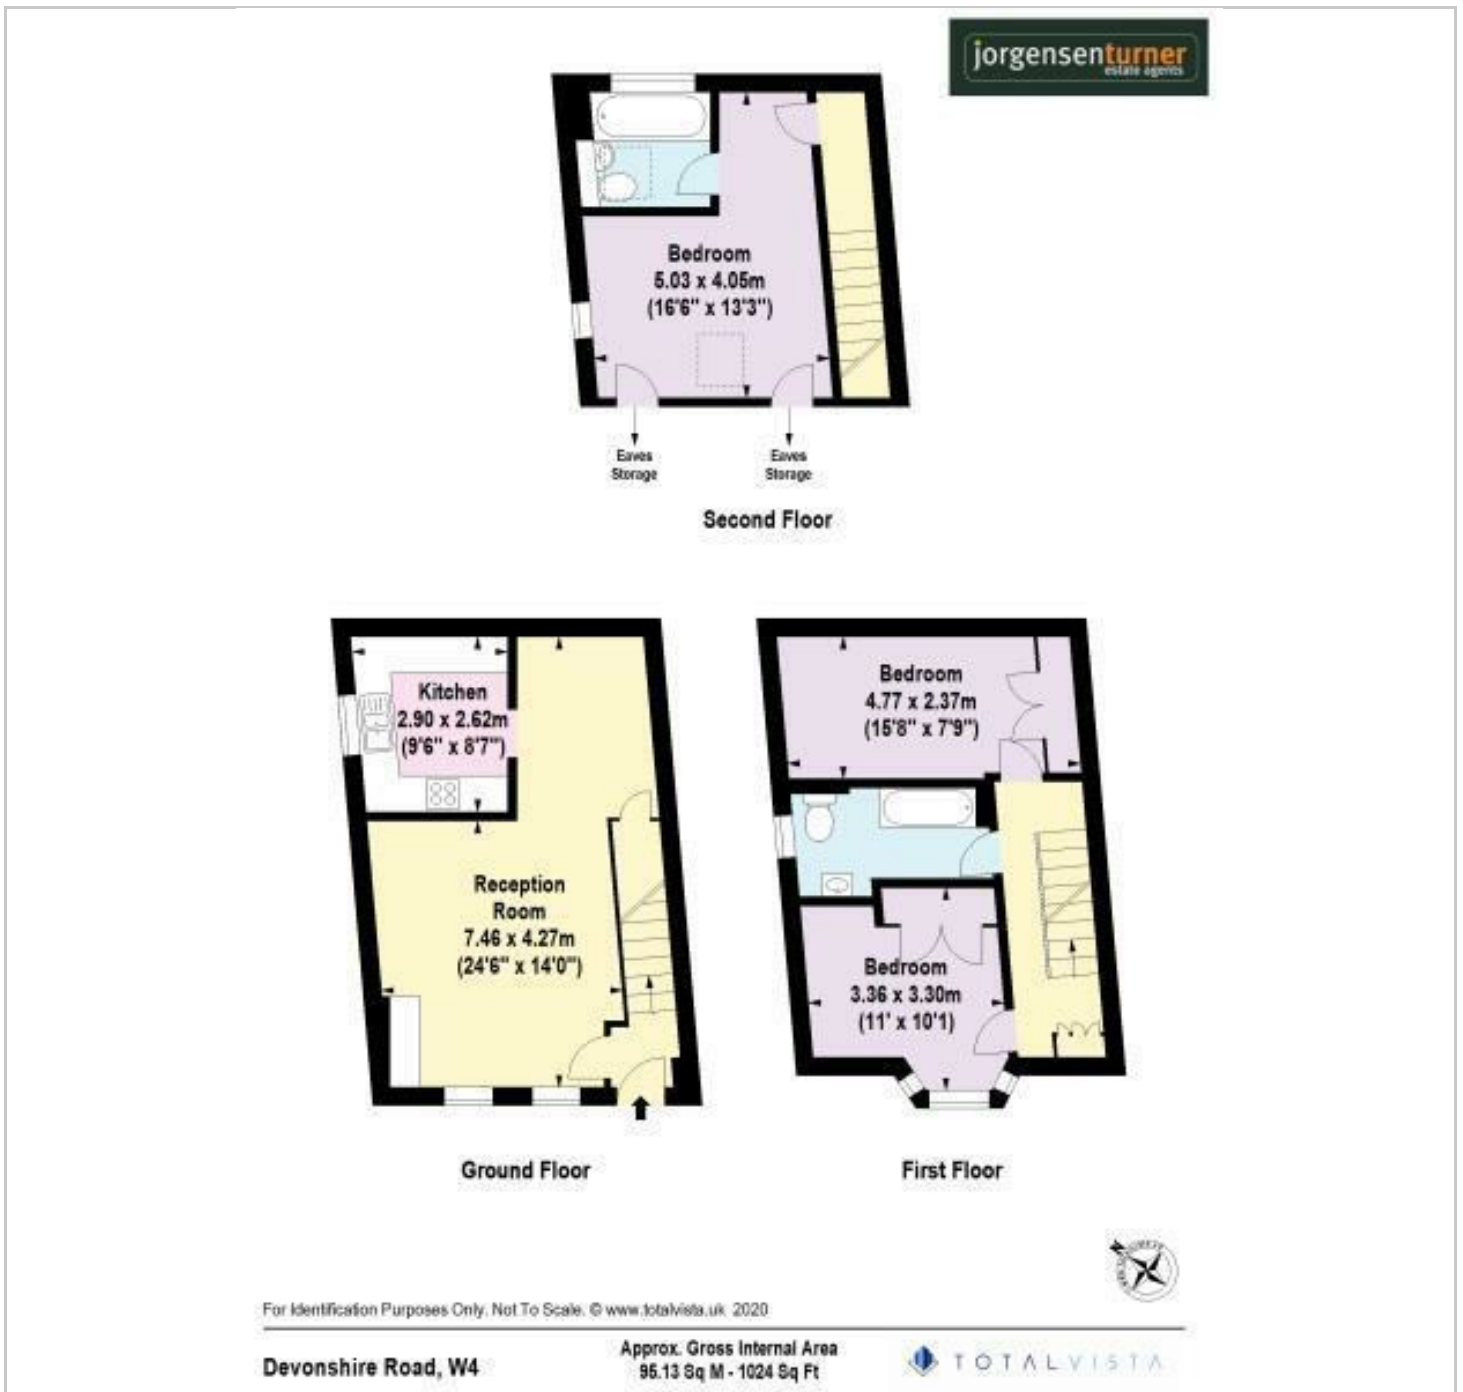 jorgensenturner
estate agents
Bedroom
5.03 x 4.05m
(16'6" x 13'3")
Eaves
Storage
Eaves
Storage
Second Floor
Kitchen
2.90 x 2.62m
(9'6" x 8'7")
Reception
Room
7.46 x 4.27m
(24'6" x 14'0")
Ground Floor
Bedroom
4.77 x 2.37m
(15'8" x 7'9")
Bedroom
3.36 x 3.30m
(11' x 10'1)
First Floor
For Identification Purposes Only. Not To Scale. © www.totalvista.uk 2020
Devonshire Road, W4
Approx. Gross Internal Area
95.13 Sq M - 1024 Sq Ft
TOTALVISTA